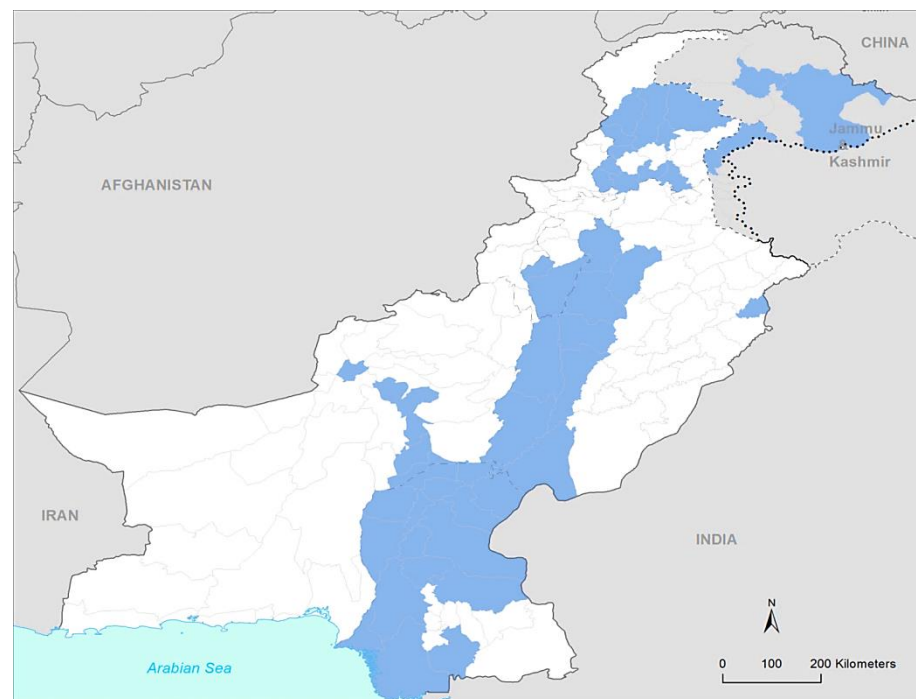 CHINA
AFGHANISTAN
Jammu
&
Kashmir
IRAN
INDIA
N
Arabian Sea
0 100 200 Kilometers